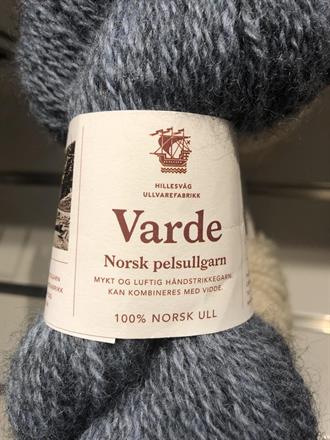 HILLESVÅG
ULLVAREFABRIKK
Varde
Norsk pelsullgarn
MYKT OG LUFTIG HÅNDSTRIKKEGARN.
KAN KOMBINERES MED VIDDE.
100% NORSK ULL